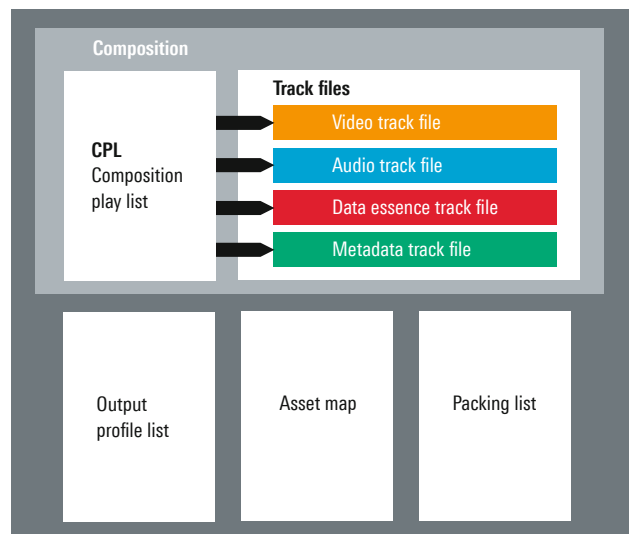 Composition
CPL
Composition
play list
Track files
Video track file
Audio track file
Data essence track file
Metadata track file
Output
profile list
Asset map
Packing list